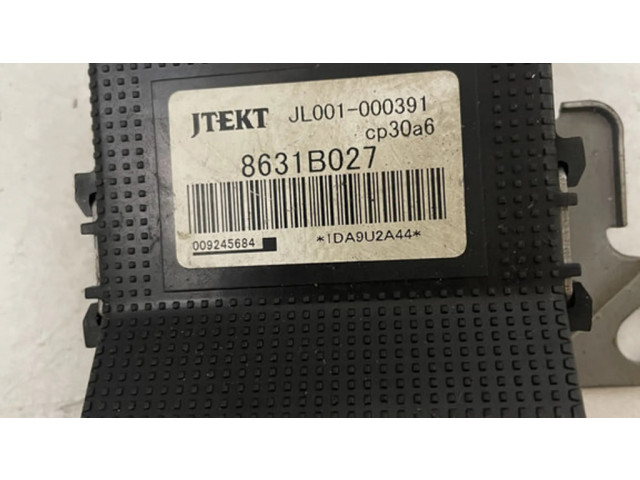 JTEKT JL001-000391
cp30a6
8631B027
009245684 *1DA9U2A44*